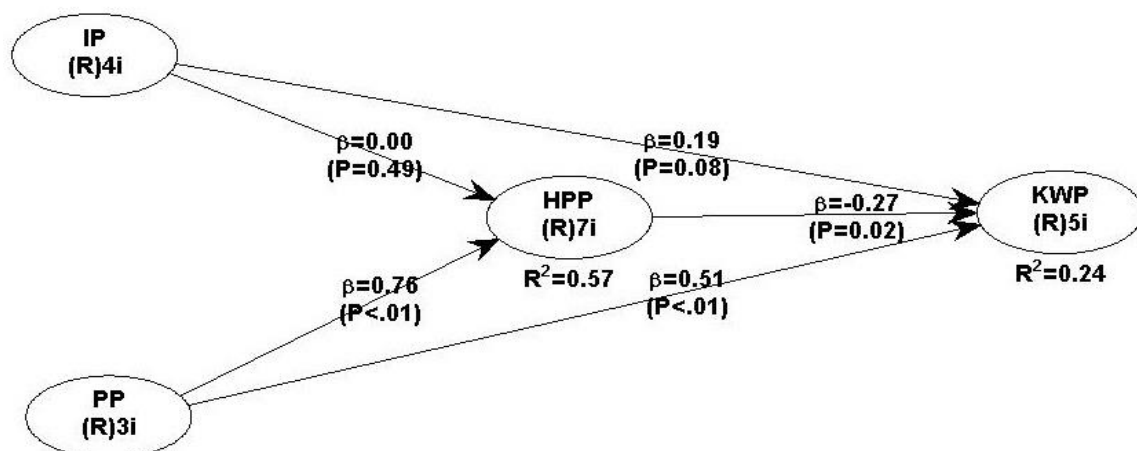 IP
(R)4i
β=0.00
(P=0.49)
β=0.19
(P=0.08)
HPP
(R)7i
R²=0.57
β=-0.27
(P=0.02)
KWP
(R)5i
R²=0.24
β=0.76
(P<.01)
β=0.51
(P<.01)
PP
(R)3i